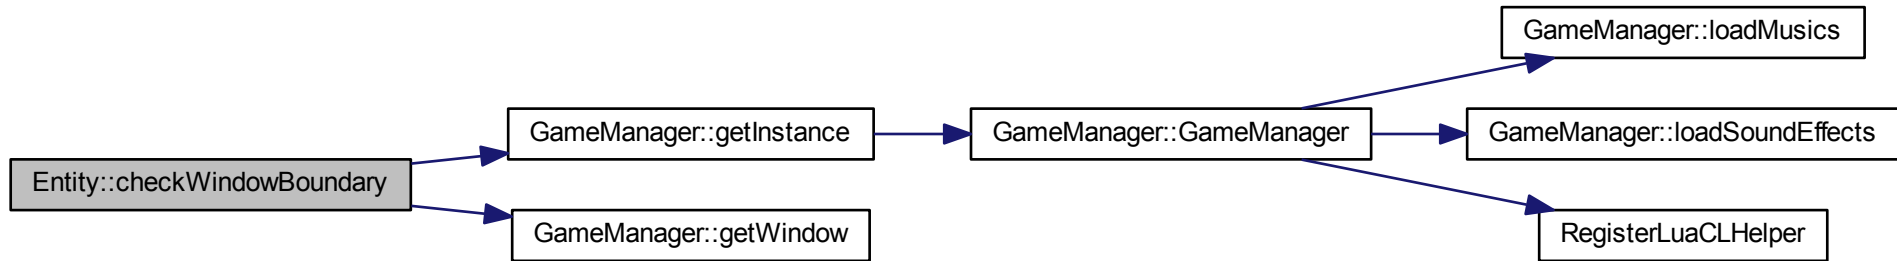 GameManager::loadMusics
GameManager::getInstance
GameManager::GameManager
GameManager::loadSoundEffects
Entity::checkWindowBoundary
GameManager::getWindow
RegisterLuaCLHelper